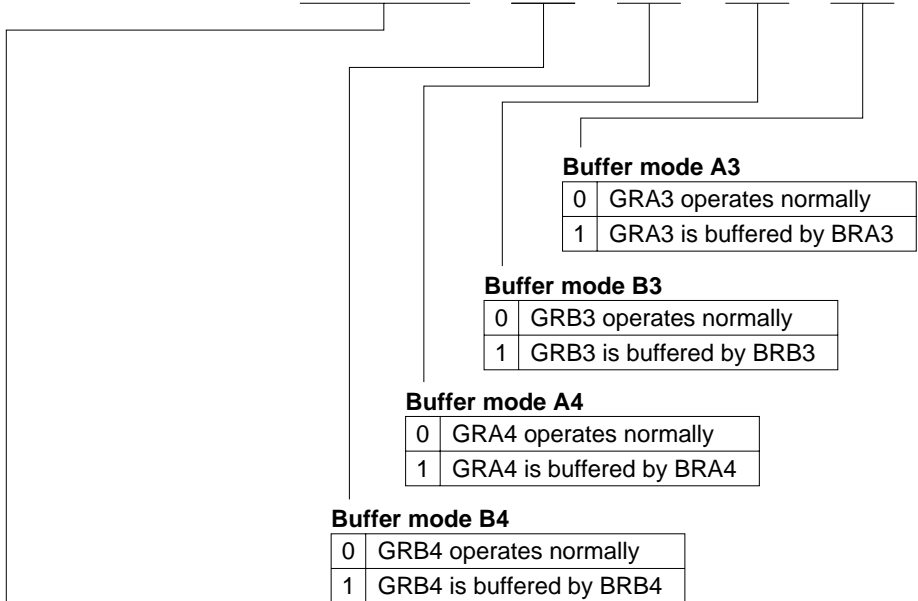 Buffer mode A3
0 GRA3 operates normally
1 GRA3 is buffered by BRA3
Buffer mode B3
0 GRB3 operates normally
1 GRB3 is buffered by BRB3
Buffer mode A4
0 GRA4 operates normally
1 GRA4 is buffered by BRA4
Buffer mode B4
0 GRB4 operates normally
1 GRB4 is buffered by BRB4